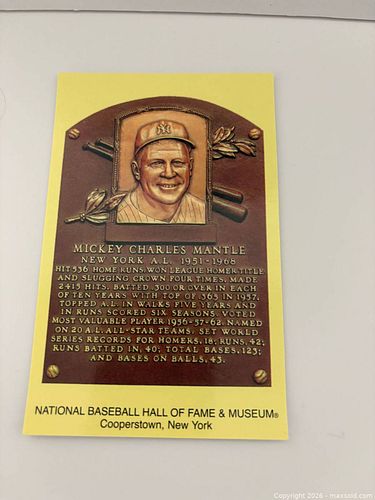 NY
MICKEY CHARLES MANTLE
NEW YORK A.L. 1951-1968
HIT 536 HOME RUNS. WON LEAGUE HOMER TITLE
AND SLUGGING CROWN FOUR TIMES. MADE
2415 HITS. BATTED .300 OR OVER IN EACH
OF TEN YEARS WITH TOP OF .365 IN 1957.
TOPPED A.L. IN WALKS FIVE YEARS AND
IN RUNS SCORED SIX SEASONS. VOTED
MOST VALUABLE PLAYER 1956-57-62. NAMED
ON 20 A.L. ALL-STAR TEAMS. SET WORLD
SERIES RECORDS FOR HOMERS, 18; RUNS, 42;
RUNS BATTED IN, 40; TOTAL BASES, 123;
AND BASES ON BALLS, 43.
NATIONAL BASEBALL HALL OF FAME & MUSEUM®
Cooperstown, New York
Copyright 2026 - maxsold.com